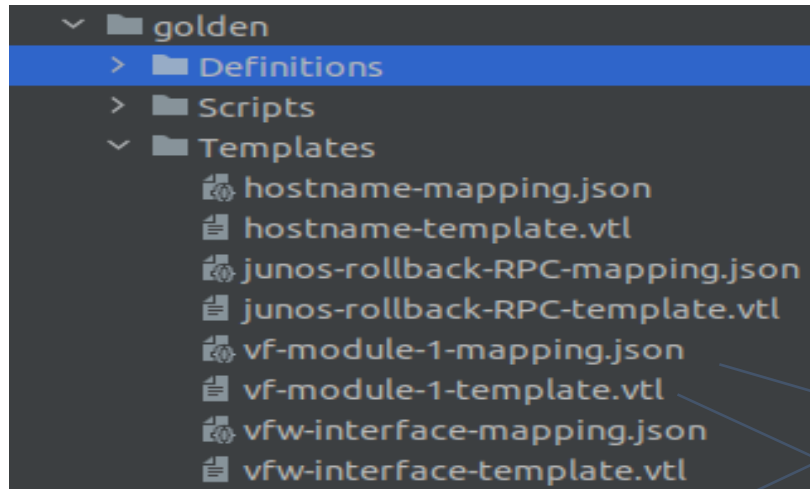 golden
Definitions
Scripts
Templates
hostname-mapping.json
hostname-template.vtl
junos-rollback-RPC-mapping.json
junos-rollback-RPC-template.vtl
vf-module-1-mapping.json
vf-module-1-template.vtl
vfw-interface-mapping.json
vfw-interface-template.vtl